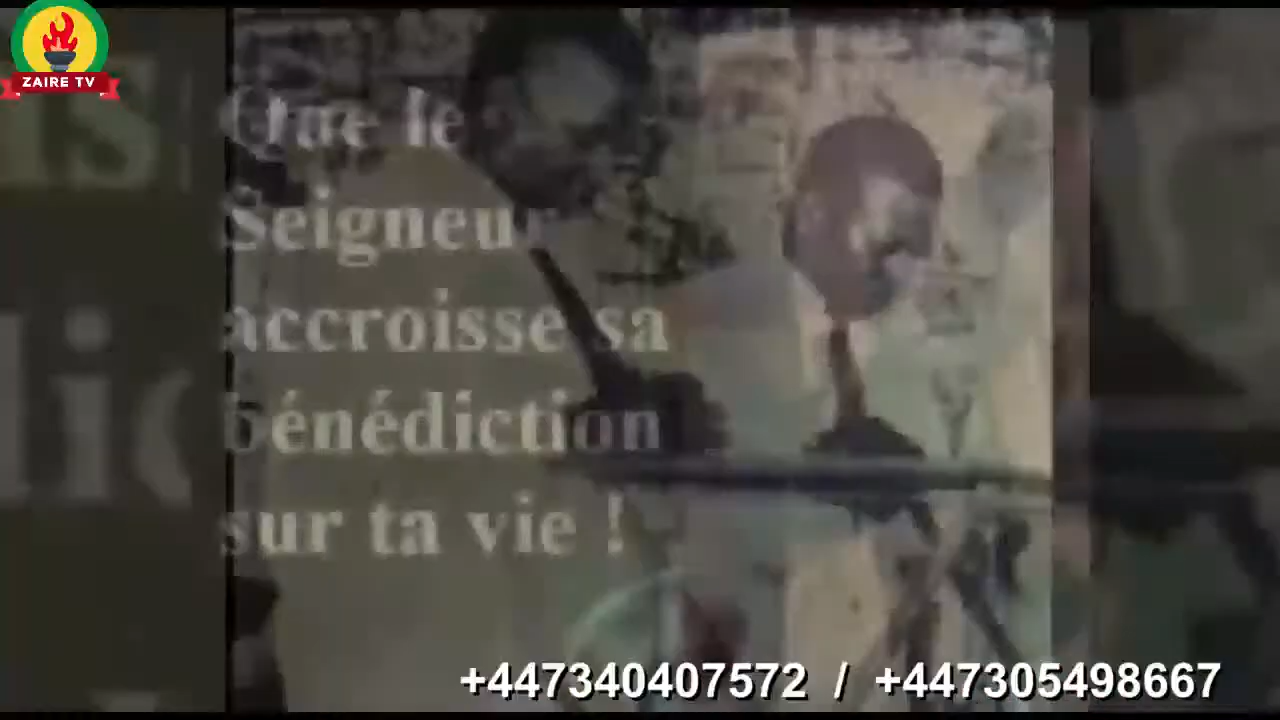 ZAIRE TV
Que le
Seigneur
accroisse sa
bénédiction
sur ta vie !
+447340407572 / +447305498667